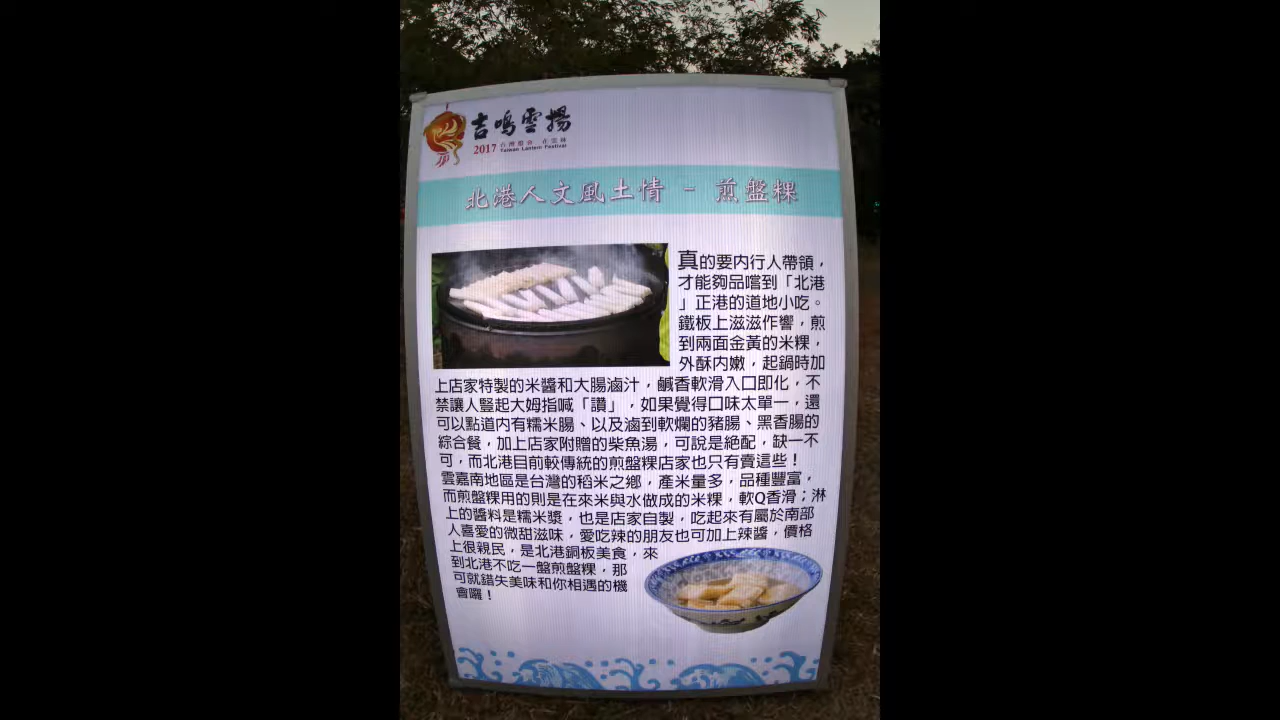 吉鳴雲揚
2017 台灣燈會 在雲林
Taiwan Lantern Festival
北港人文風土情 - 煎盤粿
真的要内行人帶領，
才能夠品嚐到「北港
」正港的道地小吃。
鐵板上滋滋作響，煎
到兩面金黃的米粿，
外酥内嫩，起鍋時加
上店家特製的米醬和大腸滷汁，鹹香軟滑入口即化，不
禁讓人豎起大姆指喊「讚」，如果覺得口味太單一，還
可以點道内有糯米腸、以及滷到軟爛的豬腸、黑香腸的
綜合餐，加上店家附贈的柴魚湯，可說是絕配，缺一不
可，而北港目前較傳統的煎盤粿店家也只有賣這些！
雲嘉南地區是台灣的稻米之鄉，產米量多，品種豐富，
而煎盤粿用的則是在來米與水做成的米粿，軟Q香滑；淋
上的醬料是糯米漿，也是店家自製，吃起來有屬於南部
人喜愛的微甜滋味，愛吃辣的朋友也可加上辣醬，價格
上很親民，是北港銅板美食，來
到北港不吃一盤煎盤粿，那
可就錯失美味和你相遇的機
會囉！